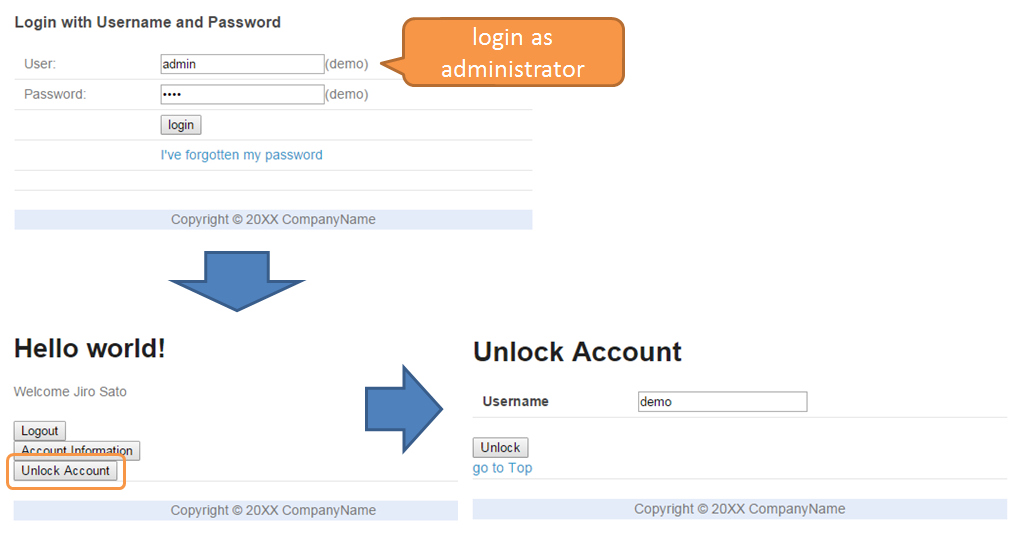 Login with Username and Password
login as
administrator
User: admin (demo)
Password: •••• (demo)
login
I've forgotten my password
Copyright © 20XX CompanyName
Hello world!
Welcome Jiro Sato
Logout
Account Information
Unlock Account
Copyright © 20XX CompanyName
Unlock Account
Username demo
Unlock
go to Top
Copyright © 20XX CompanyName